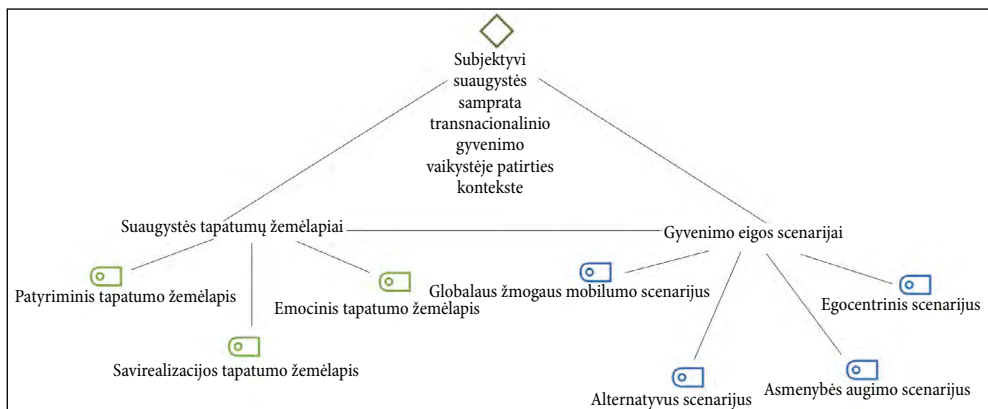 Subjektyvi
suaugystės
samprata
transnacionalinio
gyvenimo
vaikystėje patirties
kontekste
Suaugystės tapatumų žemėlapiai
Gyvenimo eigos scenarijai
Patyriminis tapatumo žemėlapis
Emocinis tapatumo žemėlapis
Savirealizacijos tapatumo žemėlapis
Globalaus žmogaus mobilumo scenarijus
Egocentrinis scenarijus
Alternatyvus scenarijus
Asmenybės augimo scenarijus